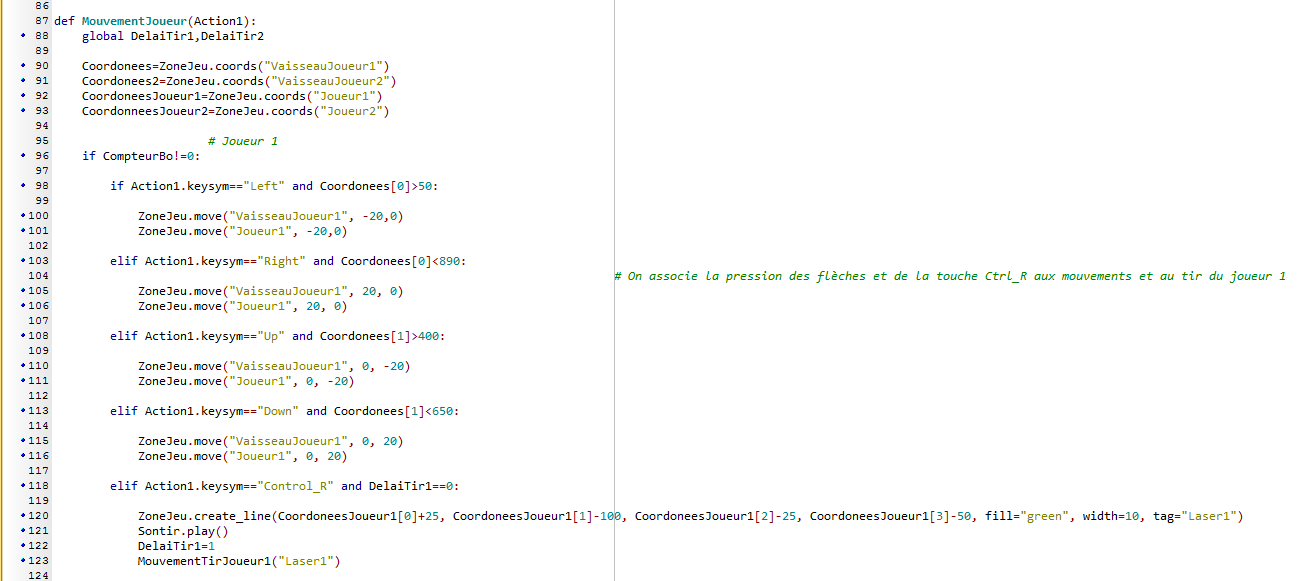 86
87 def MouvementJoueur(Action1):
88 global DelaiTir1,DelaiTir2
89
90 Coordonees=ZoneJeu.coords("VaisseauJoueur1")
91 Coordonees2=ZoneJeu.coords("VaisseauJoueur2")
92 CoordoneesJoueur1=ZoneJeu.coords("Joueur1")
93 CoordonneesJoueur2=ZoneJeu.coords("Joueur2")
94
95 # Joueur 1
96 if CompteurBo!=0:
97
98 if Action1.keysym=="Left" and Coordonees[0]>50:
99
100 ZoneJeu.move("VaisseauJoueur1", -20,0)
101 ZoneJeu.move("Joueur1", -20,0)
102
103 elif Action1.keysym=="Right" and Coordonees[0]<890:
104 # On associe la pression des flèches et de la touche Ctrl_R aux mouvements et au tir du joueur 1
105 ZoneJeu.move("VaisseauJoueur1", 20, 0)
106 ZoneJeu.move("Joueur1", 20, 0)
107
108 elif Action1.keysym=="Up" and Coordonees[1]>400:
109
110 ZoneJeu.move("VaisseauJoueur1", 0, -20)
111 ZoneJeu.move("Joueur1", 0, -20)
112
113 elif Action1.keysym=="Down" and Coordonees[1]<650:
114
115 ZoneJeu.move("VaisseauJoueur1", 0, 20)
116 ZoneJeu.move("Joueur1", 0, 20)
117
118 elif Action1.keysym=="Control_R" and DelaiTir1==0:
119
120 ZoneJeu.create_line(CoordoneesJoueur1[0]+25, CoordoneesJoueur1[1]-100, CoordoneesJoueur1[2]-25, CoordoneesJoueur1[3]-50, fill="green", width=10, tag="Laser1")
121 Sontir.play()
122 DelaiTir1=1
123 MouvementTirJoueur1("Laser1")
124